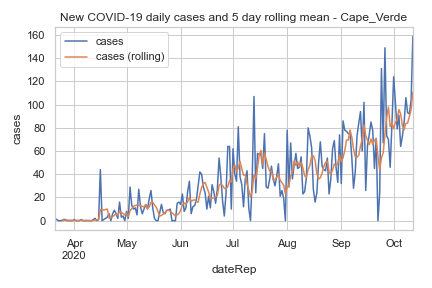 New COVID-19 daily cases and 5 day rolling mean - Cape_Verde
cases
cases (rolling)
160
140
120
100
80
60
40
20
0
cases
Apr
2020
May
Jun
Jul
Aug
Sep
Oct
dateRep